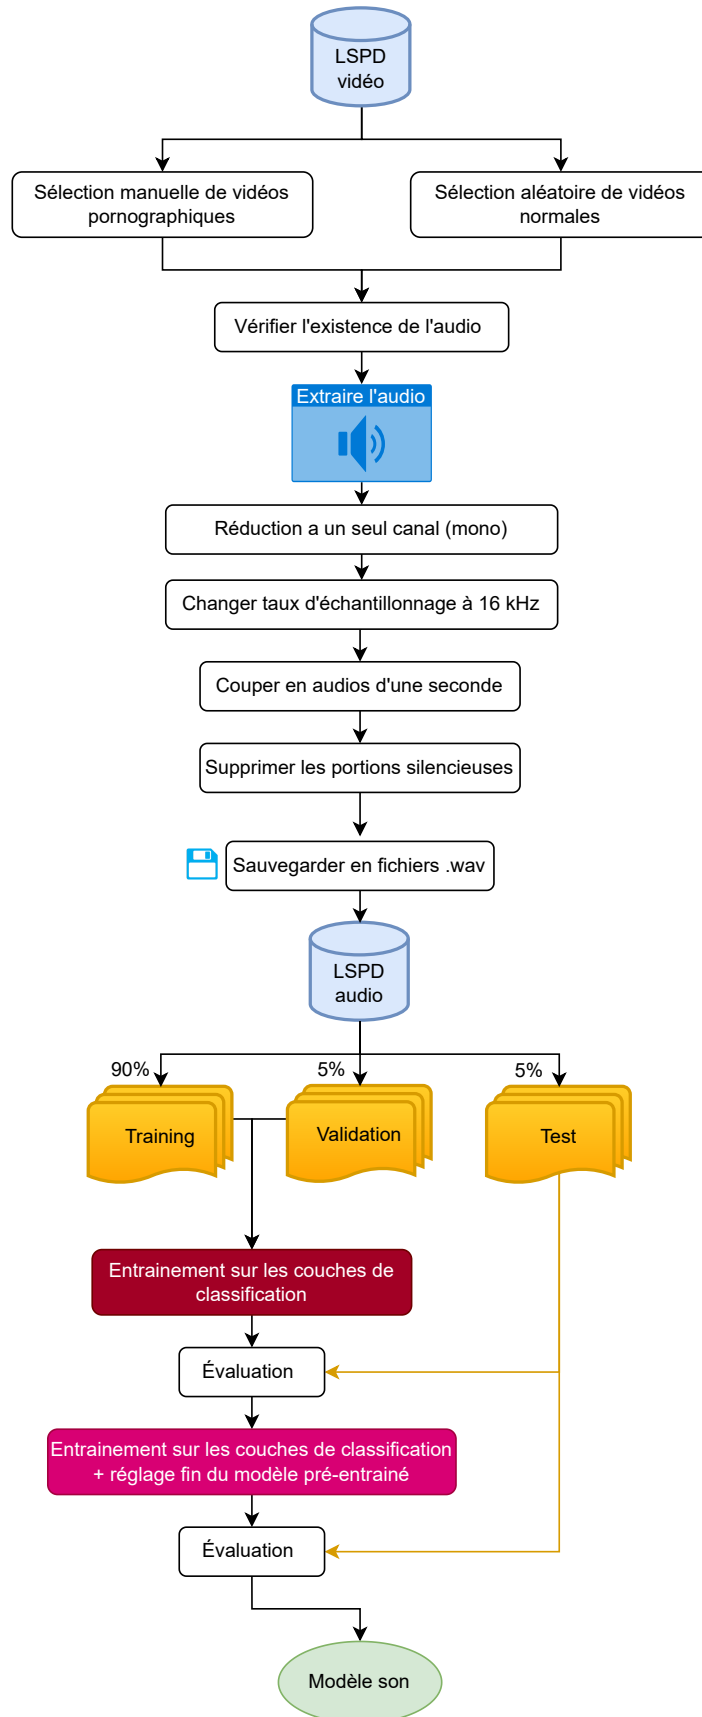 LSPD
vidéo
Sélection manuelle de vidéos
pornographiques
Sélection aléatoire de vidéos
normales
Vérifier l'existence de l'audio
Extraire l'audio
Réduction a un seul canal (mono)
Changer taux d'échantillonnage à 16 kHz
Couper en audios d'une seconde
Supprimer les portions silencieuses
Sauvegarder en fichiers .wav
LSPD
audio
90%
5%
5%
Training
Validation
Test
Entrainement sur les couches de
classification
Évaluation
Entrainement sur les couches de classification
+ réglage fin du modèle pré-entrainé
Évaluation
Modèle son